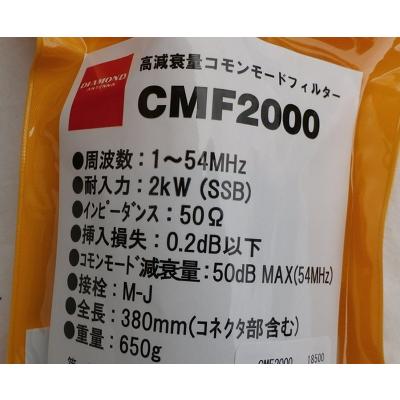 DIAMOND
ANTENNA
高減衰量コモンモードフィルター
CMF2000
●周波数：1～54MHz
●耐入力：2kW (SSB)
●インピーダンス：50Ω
●挿入損失：0.2dB以下
●コモンモード減衰量：50dB MAX(54MHz)
●接栓：M-J
●全長：380mm(コネクタ部含む)
●重量：650g
CMF2000 18500